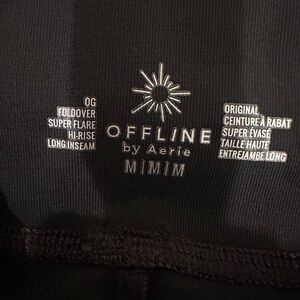 OG
FOLDOVER
SUPER FLARE
HI-RISE
LONG INSEAM
OFFLINE
by Aerie
M|M|M
ORIGINAL
CEINTURE À RABAT
SUPER ÉVASÉ
TAILLE HAUTE
ENTREJAMBE LONG